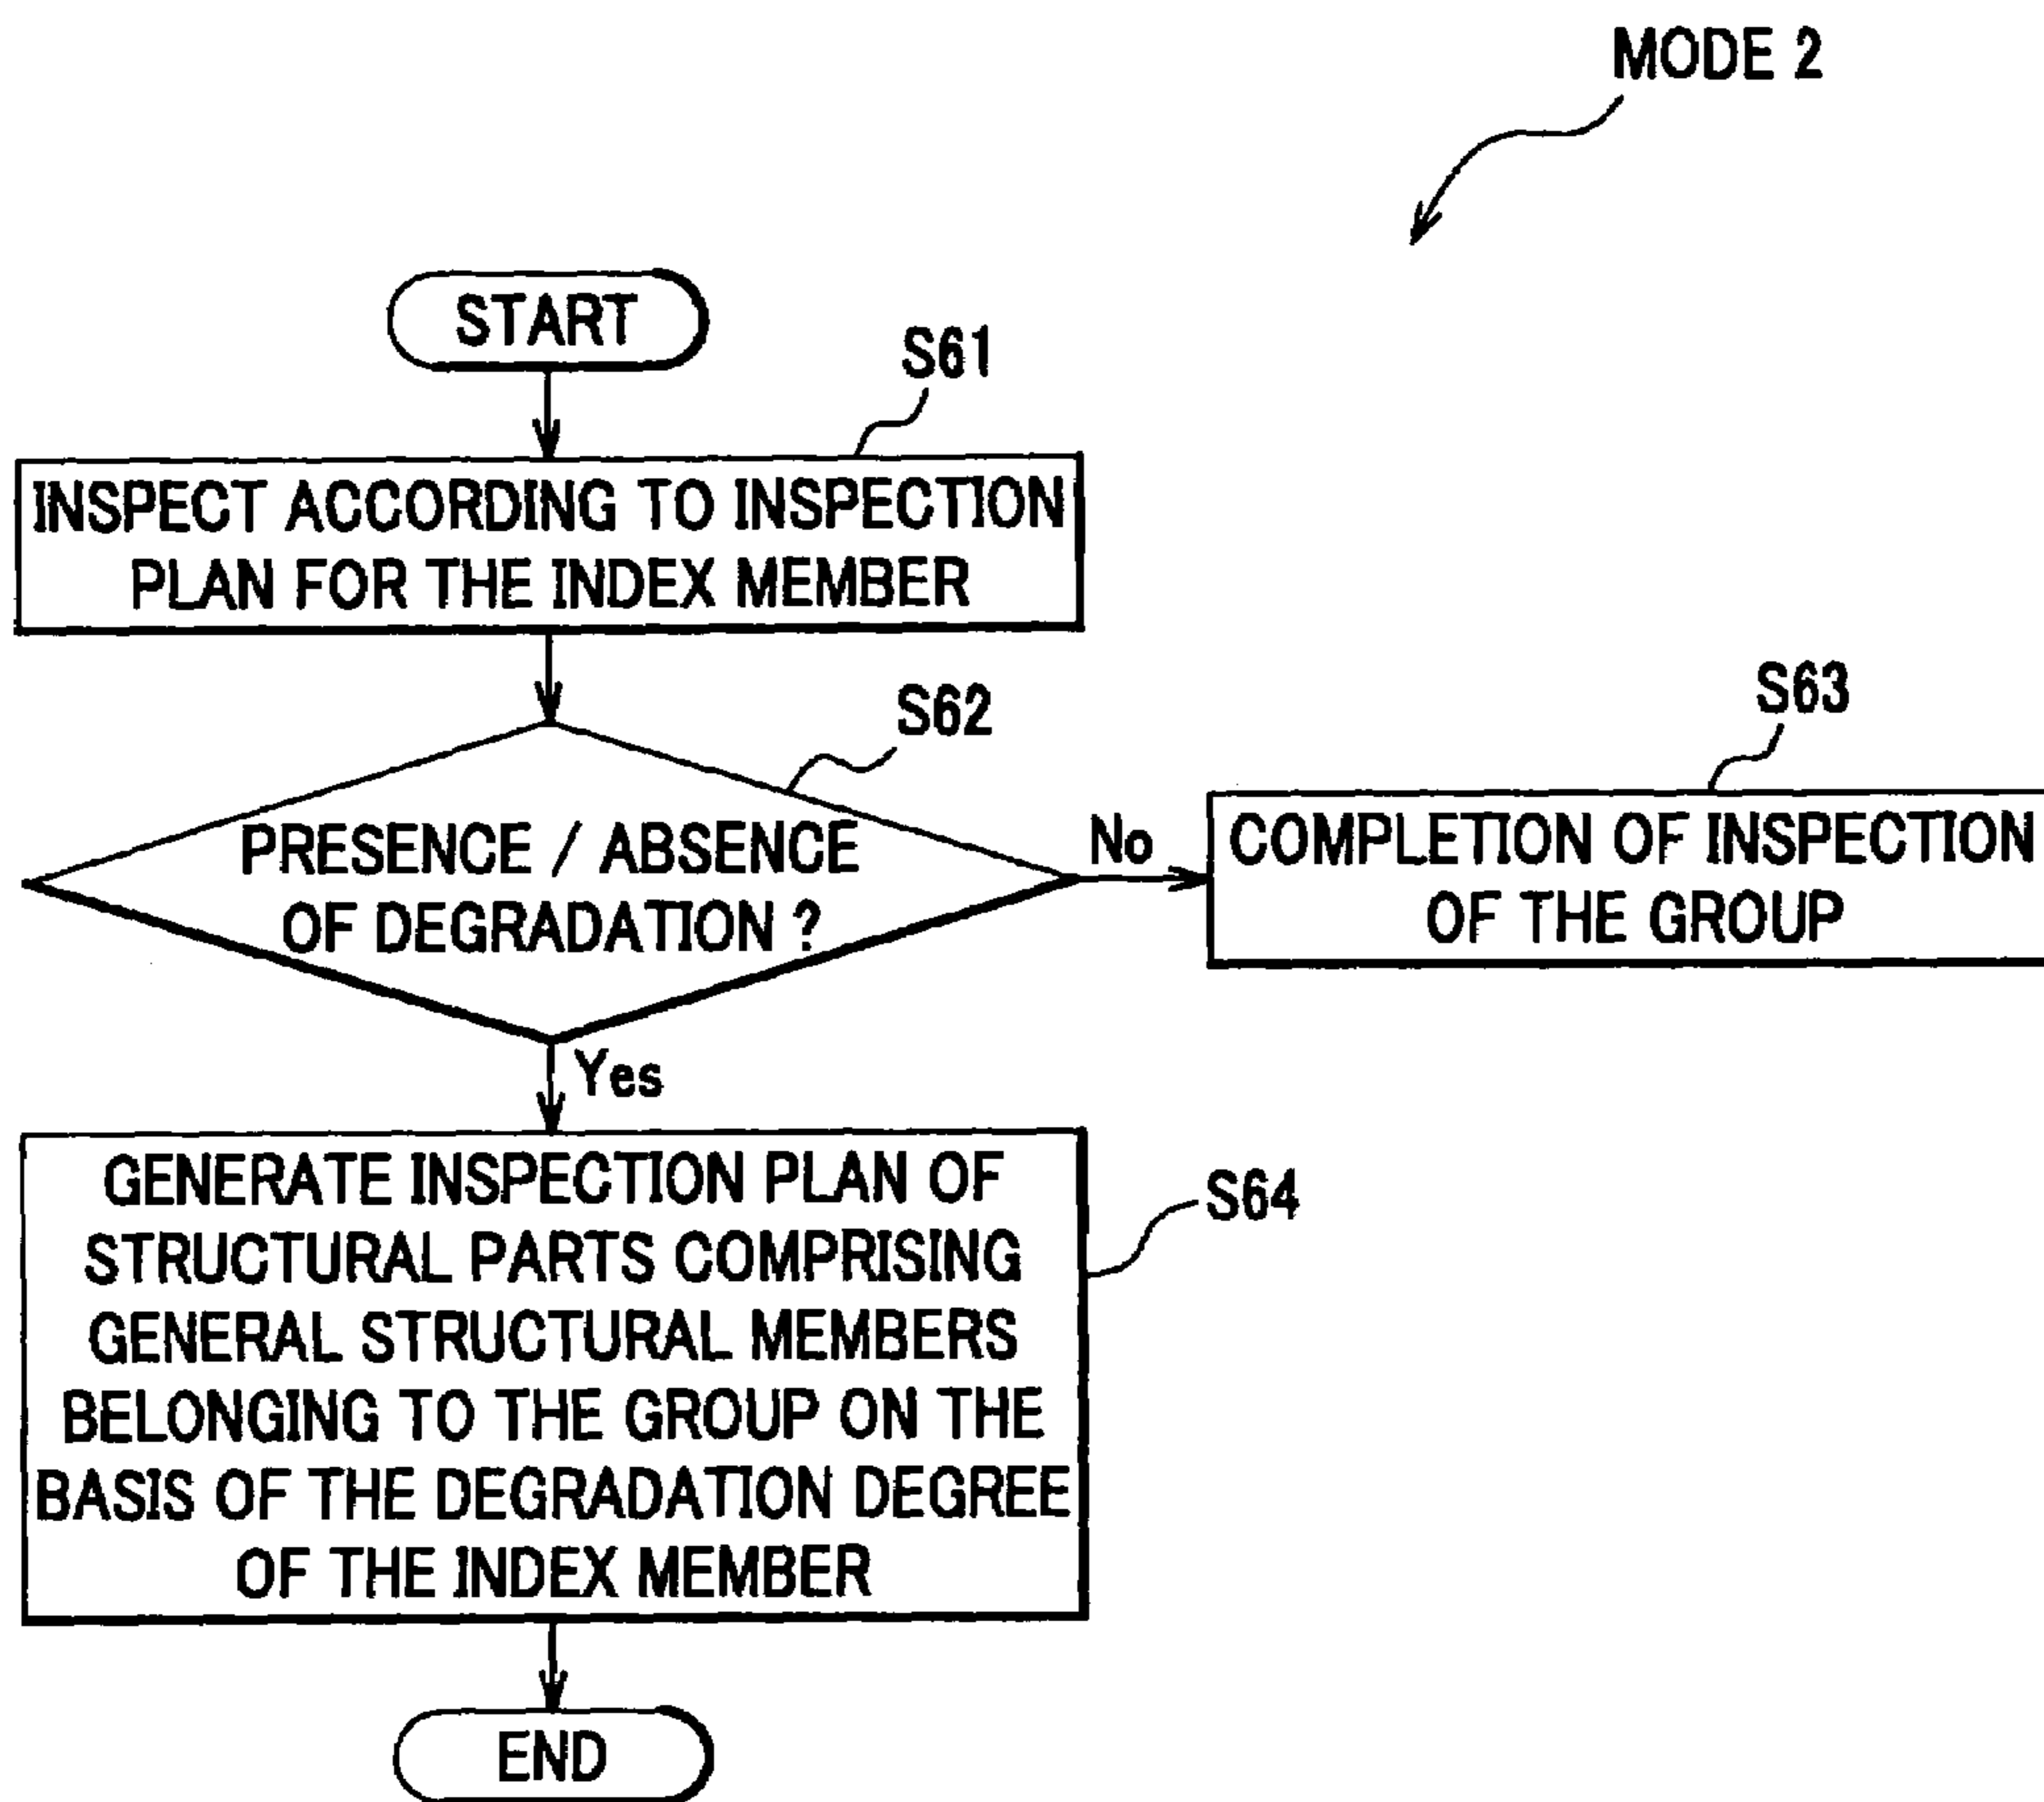 MODE 2
START
S61
INSPECT ACCORDING TO INSPECTION
PLAN FOR THE INDEX MEMBER
S62
PRESENCE / ABSENCE
OF DEGRADATION ?
No
S63
COMPLETION OF INSPECTION
OF THE GROUP
Yes
GENERATE INSPECTION PLAN OF
STRUCTURAL PARTS COMPRISING
GENERAL STRUCTURAL MEMBERS
BELONGING TO THE GROUP ON THE
BASIS OF THE DEGRADATION DEGREE
OF THE INDEX MEMBER
S64
END